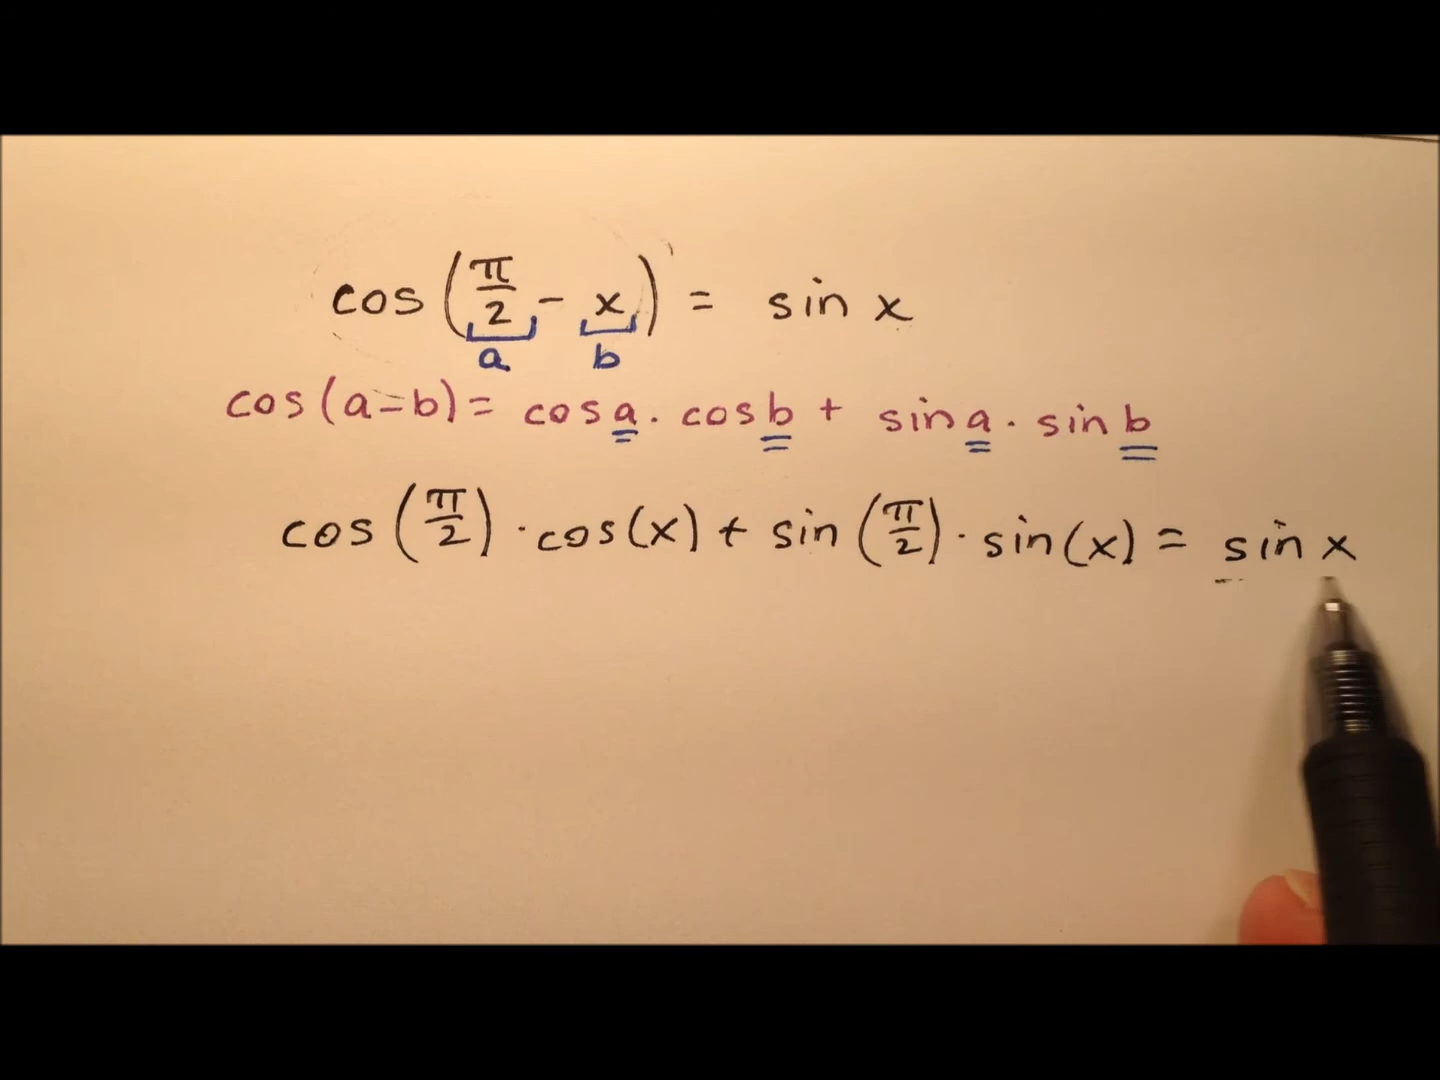 cos(π/2 - x) = sin x
a b
cos(a-b) = cos a · cos b + sin a · sin b
cos(π/2) · cos(x) + sin(π/2) · sin(x) = sin x